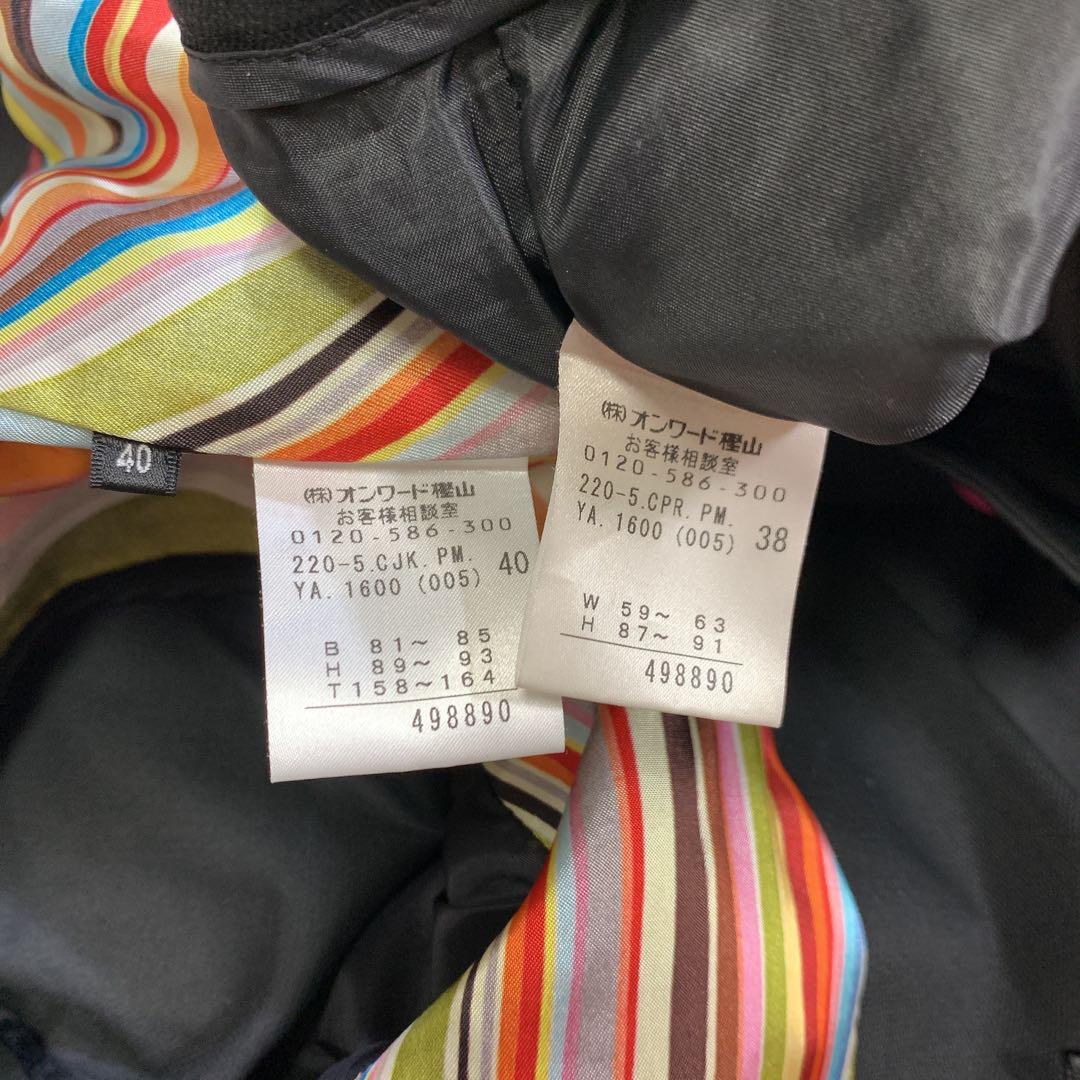 40
(株)オンワード樫山
お客様相談室
0120-586-300
220-5.CJK.PM.
YA.1600 (005) 40
B 81～ 85
H 89～ 93
T158～164
498890
(株)オンワード樫山
お客様相談室
0120-586-300
220-5.CPR.PM.
YA.1600 (005) 38
W 59～ 63
H 87～ 91
498890